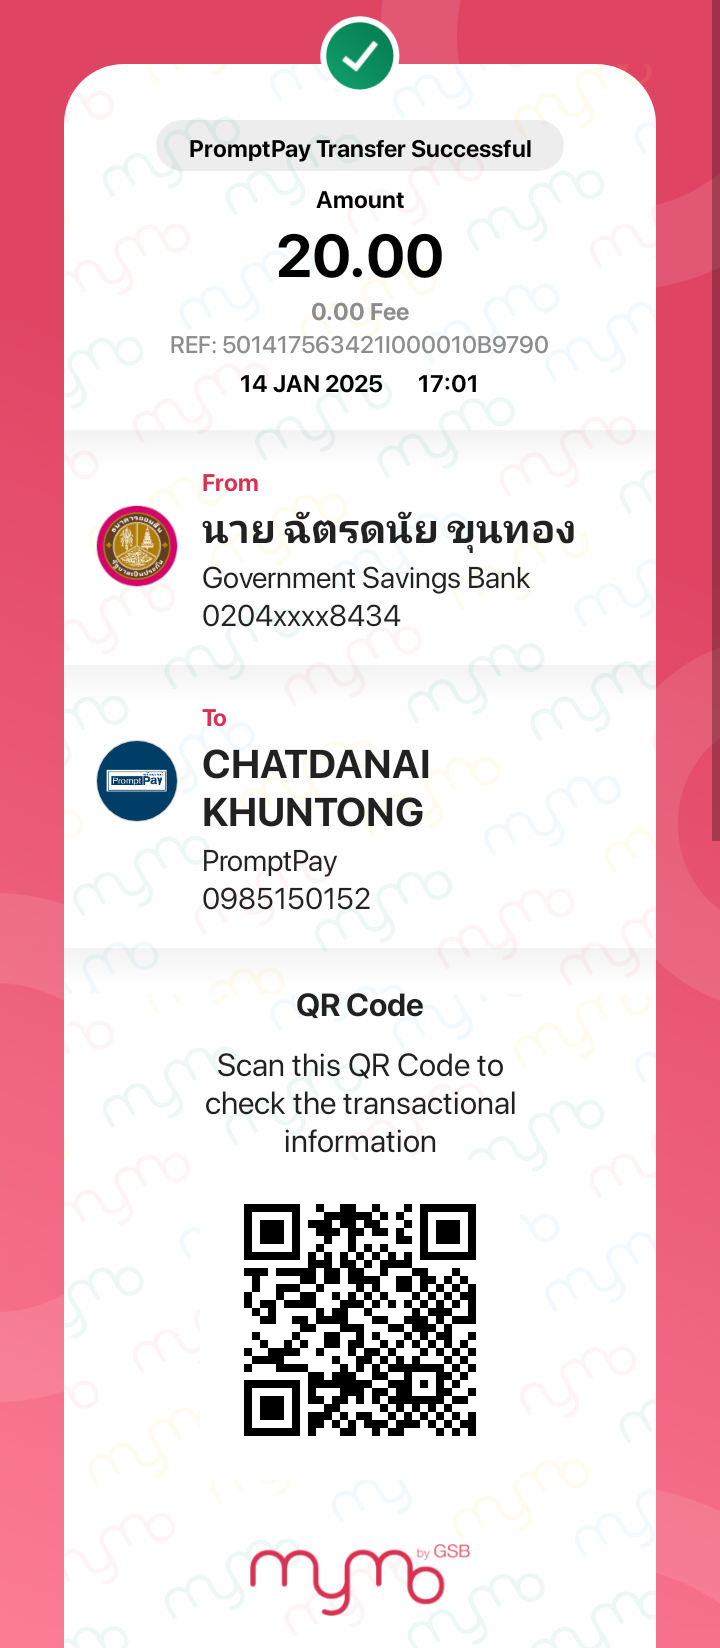 PromptPay Transfer Successful
Amount
20.00
0.00 Fee
REF: 501417563421I000010B9790
14 JAN 2025 17:01
From
นาย ฉัตรดนัย ขุนทอง
Government Savings Bank
0204xxxx8434
To
PromptPay
CHATDANAI
KHUNTONG
PromptPay
0985150152
QR Code
Scan this QR Code to
check the transactional
information
mymo by GSB